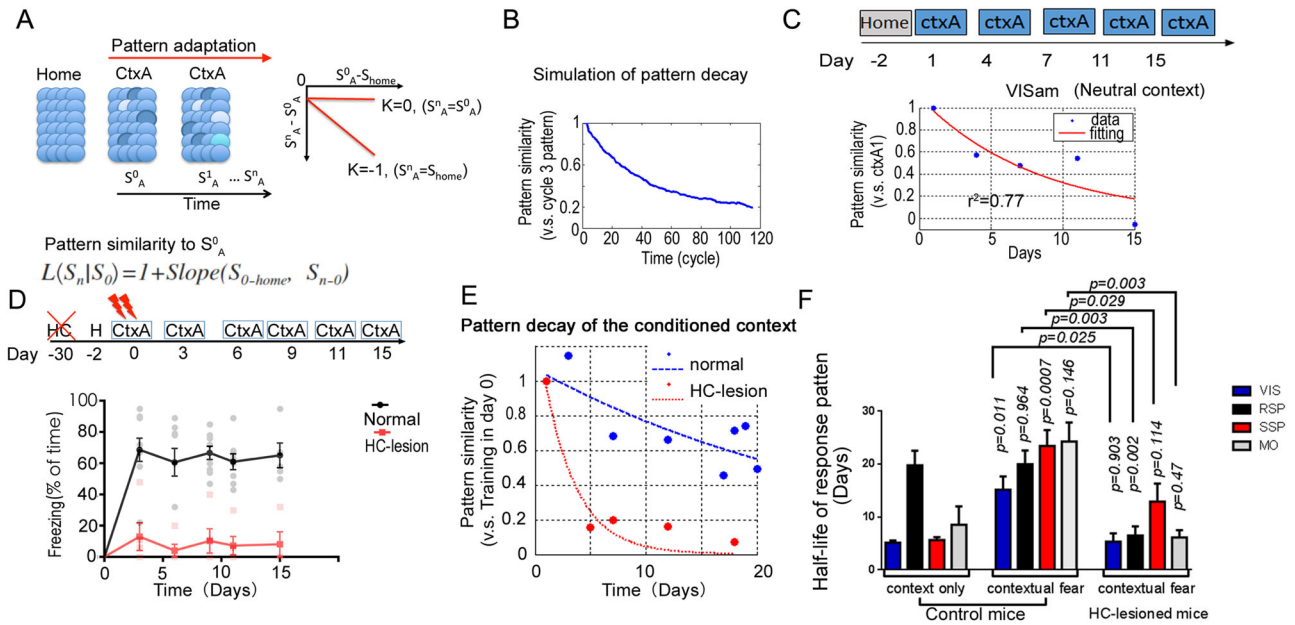 A
Pattern adaptation
Home CtxA CtxA
S⁰A S¹A ... SⁿA
Time
S⁰A-Shome
SⁿA - S⁰A
K=0, (SⁿA=S⁰A)
K=-1, (SⁿA=Shome)
Pattern similarity to S⁰A
L(Sn|S0)=1+Slope(S0-home, Sn-0)
B
Simulation of pattern decay
Pattern similarity
(v.s. cycle 3 pattern)
1
0.8
0.6
0.4
0.2
0 20 40 60 80 100 120
Time (cycle)
C
Home ctxA ctxA ctxA ctxA ctxA
Day -2 1 4 7 11 15
VISam (Neutral context)
Pattern similarity
(v.s. ctxA1)
1.0
0.8
0.6
0.4
0.2
0
data
fitting
r²=0.77
0 5 10 15
Days
D
HC H CtxA CtxA CtxA CtxA CtxA CtxA
Day -30 -2 0 3 6 9 11 15
Freezing(% of time)
100
80
60
40
20
0
Normal
HC-lesion
0 5 10 15 20
Time (Days)
E
Pattern decay of the conditioned context
Pattern similarity
(v.s. Training in day 0)
1
0.8
0.6
0.4
0.2
0
normal
HC-lesion
0 10 20
Time (Days)
F
Half-life of response patten
(Days)
30
20
10
0
p=0.003
p=0.029
p=0.003
p=0.025
p=0.011
p=0.964
p=0.0007
p=0.146
p=0.903
p=0.002
p=0.114
p=0.47
VIS
RSP
SSP
MO
context only contextual fear contextual fear
Control mice HC-lesioned mice